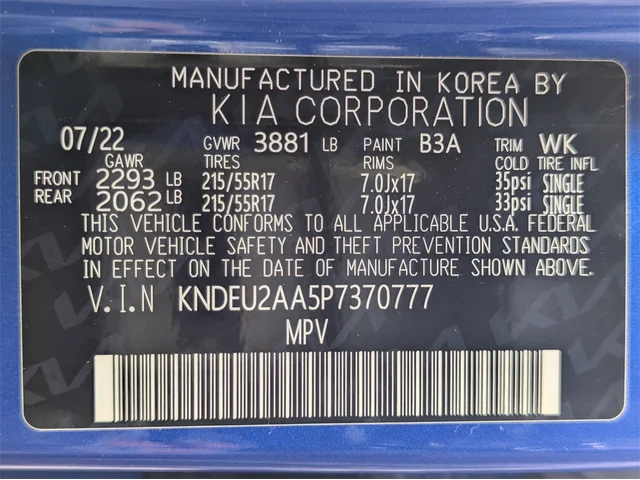 MANUFACTURED IN KOREA BY
KIA CORPORATION
07/22 GVWR 3881 LB PAINT B3A TRIM WK
GAWR TIRES RIMS COLD TIRE INFL
FRONT 2293 LB 215/55R17 7.0Jx17 35psi SINGLE
REAR 2062 LB 215/55R17 7.0Jx17 33psi SINGLE
THIS VEHICLE CONFORMS TO ALL APPLICABLE U.S.A. FEDERAL
MOTOR VEHICLE SAFETY AND THEFT PREVENTION STANDARDS
IN EFFECT ON THE DATE OF MANUFACTURE SHOWN ABOVE.
V.I.N KNDEU2AA5P7370777
MPV